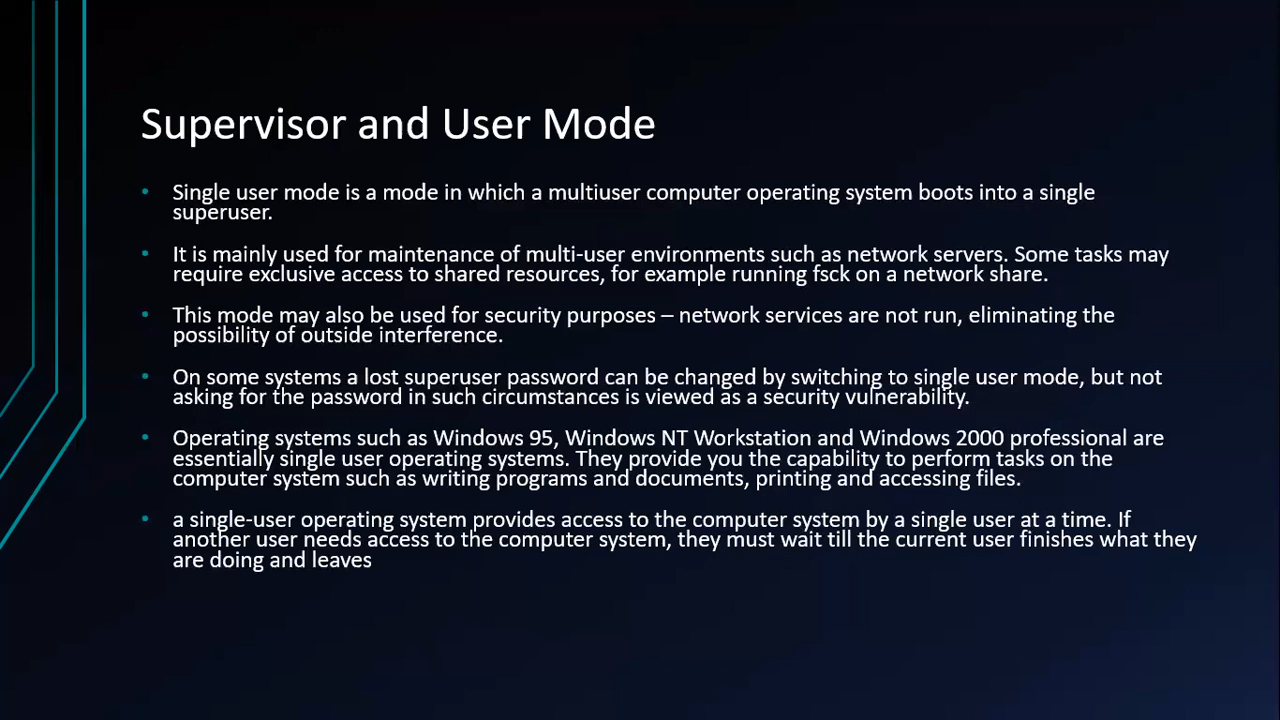 Supervisor and User Mode
• Single user mode is a mode in which a multiuser computer operating system boots into a single
superuser.
• It is mainly used for maintenance of multi-user environments such as network servers. Some tasks may
require exclusive access to shared resources, for example running fsck on a network share.
• This mode may also be used for security purposes – network services are not run, eliminating the
possibility of outside interference.
• On some systems a lost superuser password can be changed by switching to single user mode, but not
asking for the password in such circumstances is viewed as a security vulnerability.
• Operating systems such as Windows 95, Windows NT Workstation and Windows 2000 professional are
essentially single user operating systems. They provide you the capability to perform tasks on the
computer system such as writing programs and documents, printing and accessing files.
• a single-user operating system provides access to the computer system by a single user at a time. If
another user needs access to the computer system, they must wait till the current user finishes what they
are doing and leaves